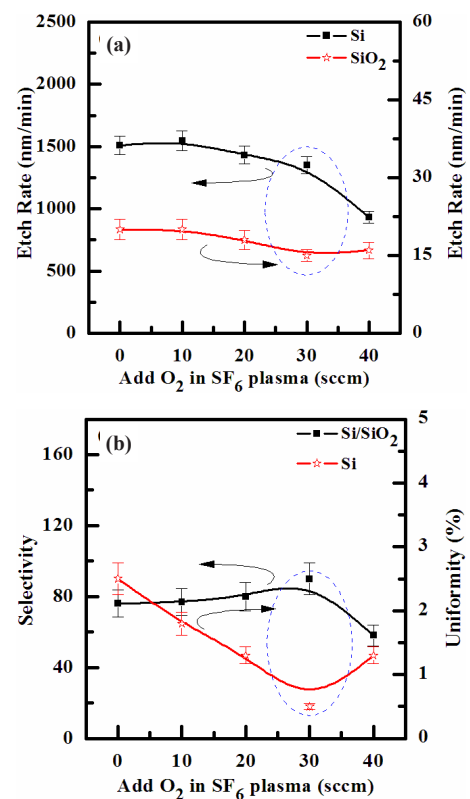 (a)
Si
SiO2
2500
2000
1500
1000
500
0
Etch Rate (nm/min)
60
45
30
15
0
Etch Rate (nm/min)
0 10 20 30 40
Add O2 in SF6 plasma (sccm)
(b)
Si/SiO2
Si
160
120
80
40
0
Selectivity
5
4
3
2
1
0
Uniformity (%)
0 10 20 30 40
Add O2 in SF6 plasma (sccm)